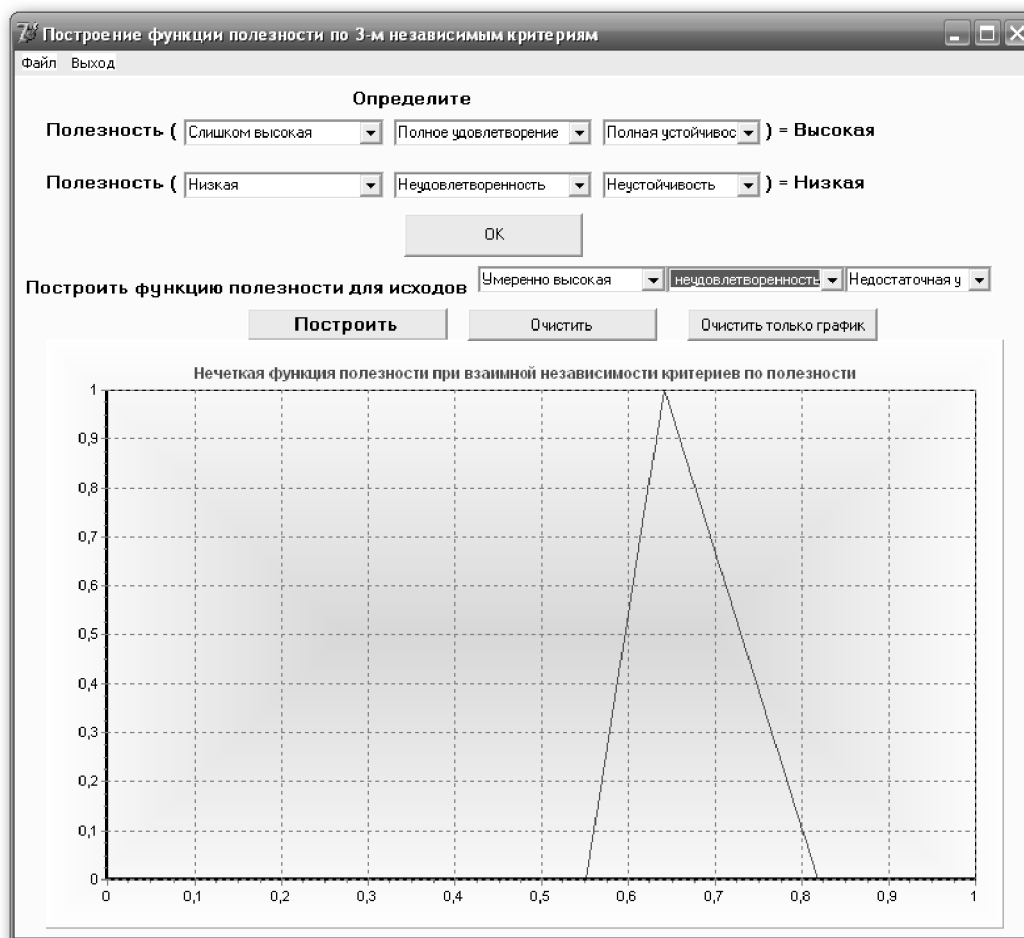 Построение функции полезности по 3-м независимым критериям
Файл Выход
Определите
Полезность ( Слишком высокая Полное удовлетворение Полная устойчивос ) = Высокая
Полезность ( Низкая Неудовлетворенность Неустойчивость ) = Низкая
OK
Построить функцию полезности для исходов Умеренно высокая неудовлетворенность Недостаточная у
Построить Очистить Очистить только график
Нечеткая функция полезности при взаимной независимости критериев по полезности
1
0,9
0,8
0,7
0,6
0,5
0,4
0,3
0,2
0,1
0
0 0,1 0,2 0,3 0,4 0,5 0,6 0,7 0,8 0,9 1